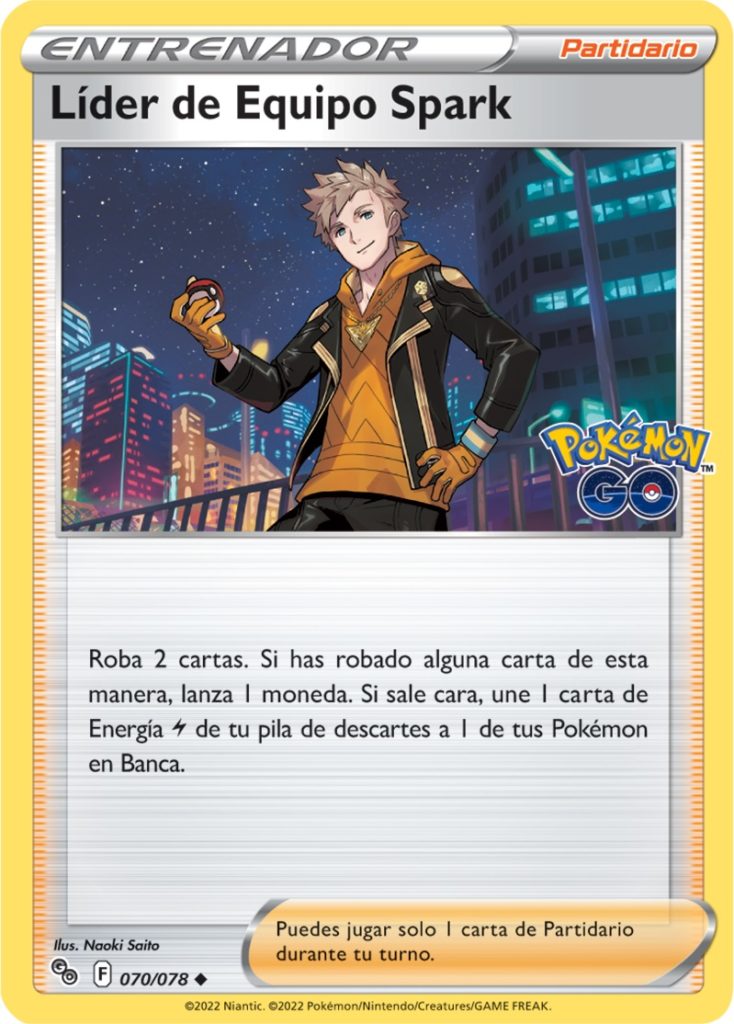 ENTRENADOR Partidario
Líder de Equipo Spark
POKÉMON™
GO
Roba 2 cartas. Si has robado alguna carta de esta
manera, lanza 1 moneda. Si sale cara, une 1 carta de
Energía de tu pila de descartes a 1 de tus Pokémon
en Banca.
Puedes jugar solo 1 carta de Partidario
durante tu turno.
Ilus. Naoki Saito
GO F 070/078
©2022 Niantic. ©2022 Pokémon/Nintendo/Creatures/GAME FREAK.